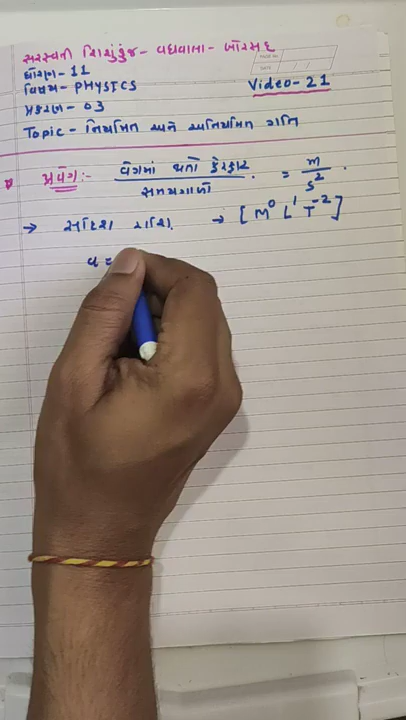 સરસ્વતી શિશુકુંજ - વઘવાલા - બોરસદ
ધોરણ - 11
વિષય - PHYSICS
Video - 21
પ્રકરણ - 03
Topic - નિયમિત અને અનિયમિત ગતિ
પ્રવેગ :- વેગમાં થતો ફેરફાર / સમયગાળો = m / s²
→ સદિશ રાશિ. → [M⁰ L¹ T⁻²]
a =